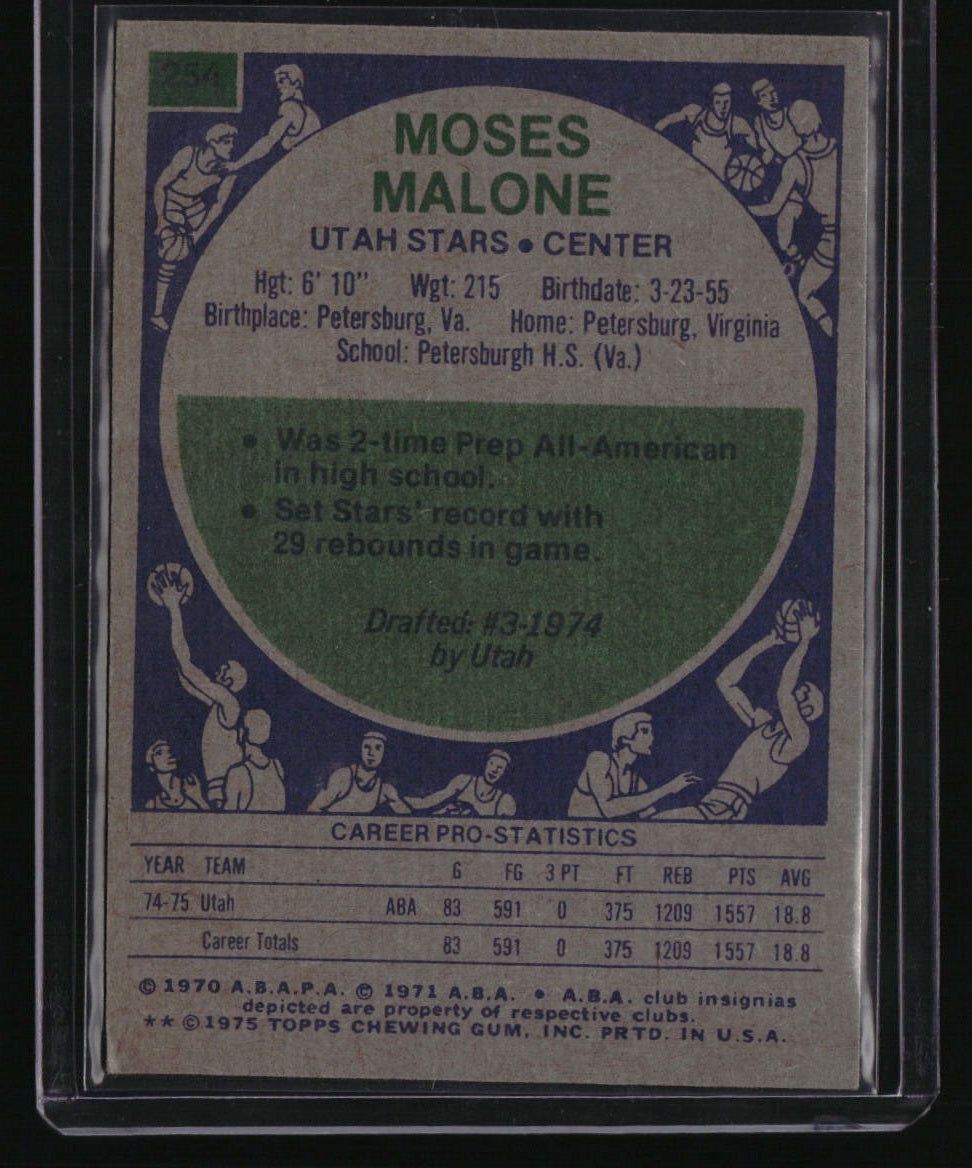 254
MOSES
MALONE
UTAH STARS • CENTER
Hgt: 6' 10" Wgt: 215 Birthdate: 3-23-55
Birthplace: Petersburg, Va. Home: Petersburg, Virginia
School: Petersburgh H.S. (Va.)
• Was 2-time Prep All-American
in high school.
• Set Stars' record with
29 rebounds in game.
Drafted: #3-1974
by Utah
CAREER PRO-STATISTICS
YEAR TEAM G FG 3 PT FT REB PTS AVG
74-75 Utah ABA 83 591 0 375 1209 1557 18.8
Career Totals 83 591 0 375 1209 1557 18.8
© 1970 A.B.A.P.A. © 1971 A.B.A. • A.B.A. club insignias
depicted are property of respective clubs.
** © 1975 TOPPS CHEWING GUM, INC. PRTD. IN U.S.A.